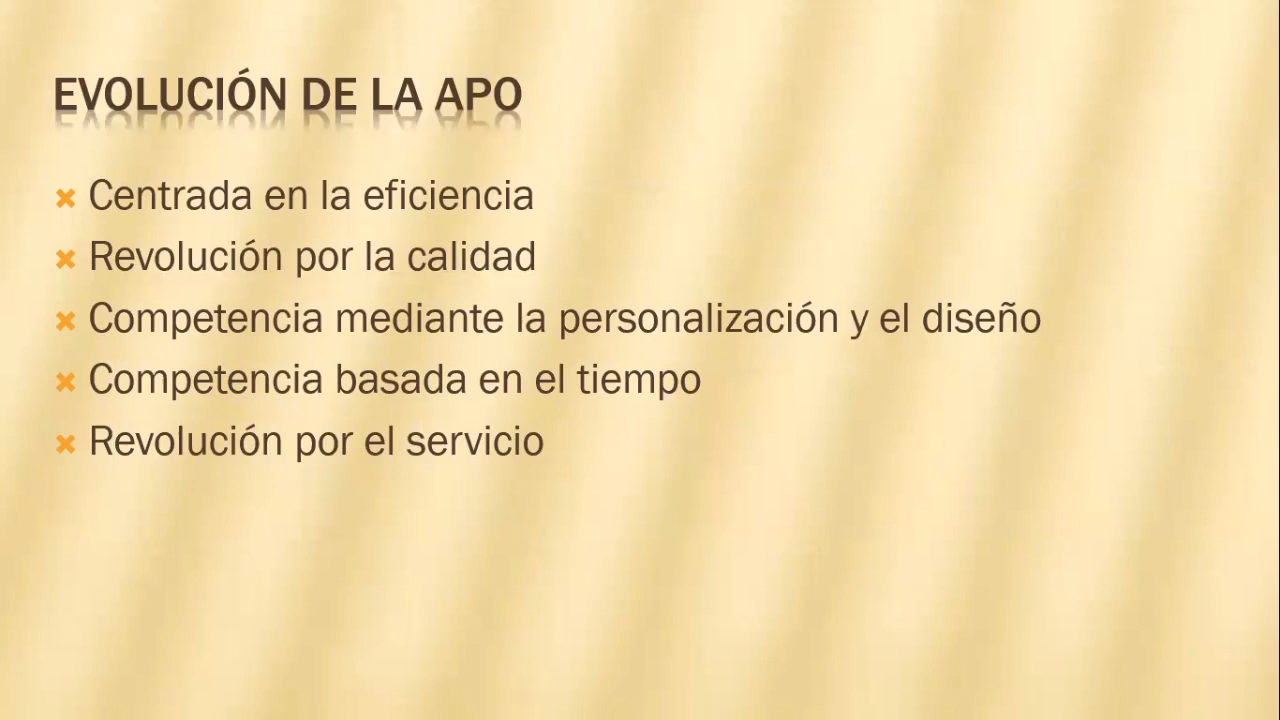 EVOLUCIÓN DE LA APO
Centrada en la eficiencia
Revolución por la calidad
Competencia mediante la personalización y el diseño
Competencia basada en el tiempo
Revolución por el servicio